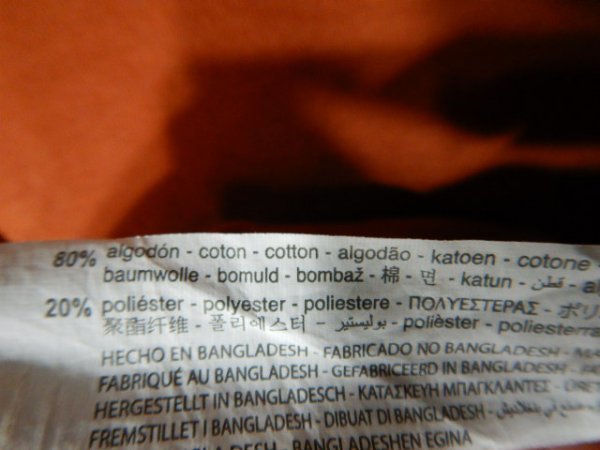 80% algodón - coton - cotton - algodão - katoen - cotone
baumwolle - bomuld - bombaž - 棉 - 면 - katun - قطن -
20% poliéster - polyester - poliestere - ΠΟΛΥΕΣΤΕΡΑΣ -
聚酯纤维 - 폴리에스터 - بوليستير - polièster -
HECHO EN BANGLADESH - FABRICADO NO BANGLADESH -
FABRIQUÉ AU BANGLADESH - GEFABRICEERD IN BANGLADESH -
HERGESTELLT IN BANGLADESCH - ΚΑΤΑΣΚΕΥΗ ΜΠΑΓΚΛΑΝΤΕΣ -
FREMSTILLET I BANGLADESH - DIBUAT DI BANGLADESH -
BANGLADESHEN EGINA